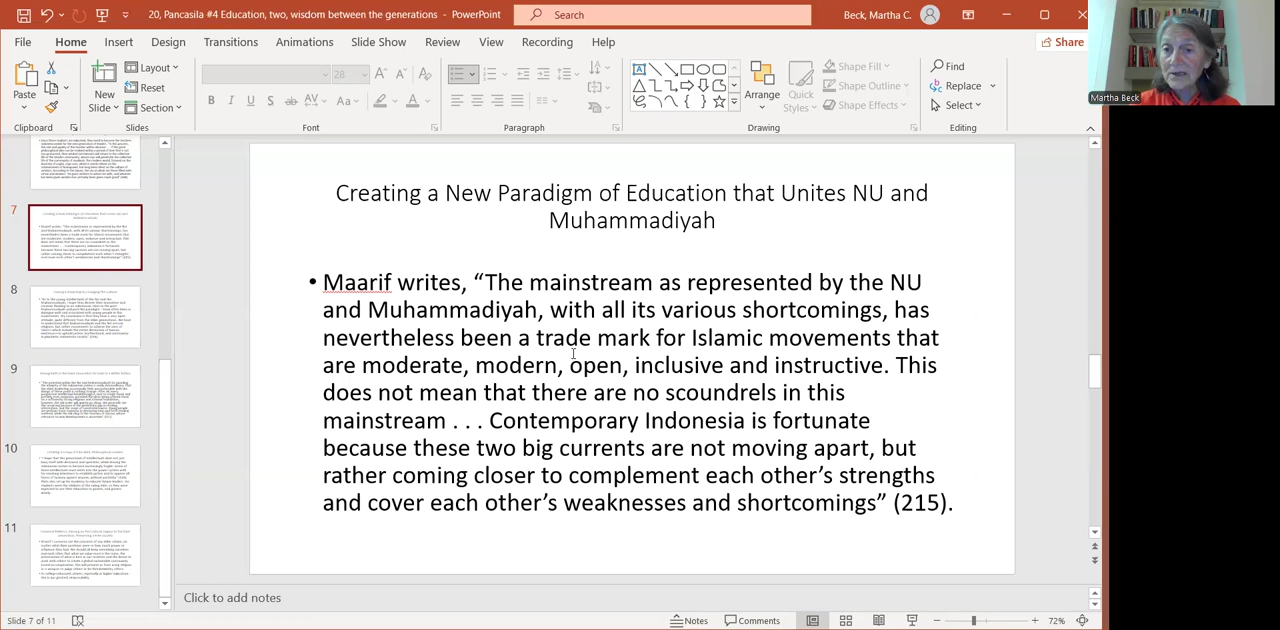 20, Pancasila #4 Education, two, wisdom between the generations - PowerPoint
Search
Beck, Martha C.
File Home Insert Design Slide Show Transitions Animations Slide Show Review View Recording Help
Share
Paste
Clipboard
New
Slide
Layout
Reset
Section
Slides
28
B I U S ab AV Aa A
Font
Paragraph
Arrange
Quick
Styles
Shape Fill
Shape Outline
Shape Effects
Drawing
Find
Replace
Select
Editing
Martha Beck
7
8
9
10
11
Creating a New Paradigm of Education that Unites NU and
Muhammadiyah
• Maarif writes, “The mainstream as represented by the NU
and Muhammadiyah, with all its various shortcomings, has
nevertheless been a trade mark for Islamic movements that
are moderate, modern, open, inclusive and instructive. This
does not mean that there are no scoundrels in this
mainstream . . . Contemporary Indonesia is fortunate
because these two big currents are not moving apart, but
rather coming closer to complement each other’s strengths
and cover each other’s weaknesses and shortcomings” (215).
Click to add notes
Slide 7 of 11
Notes
Comments
72%